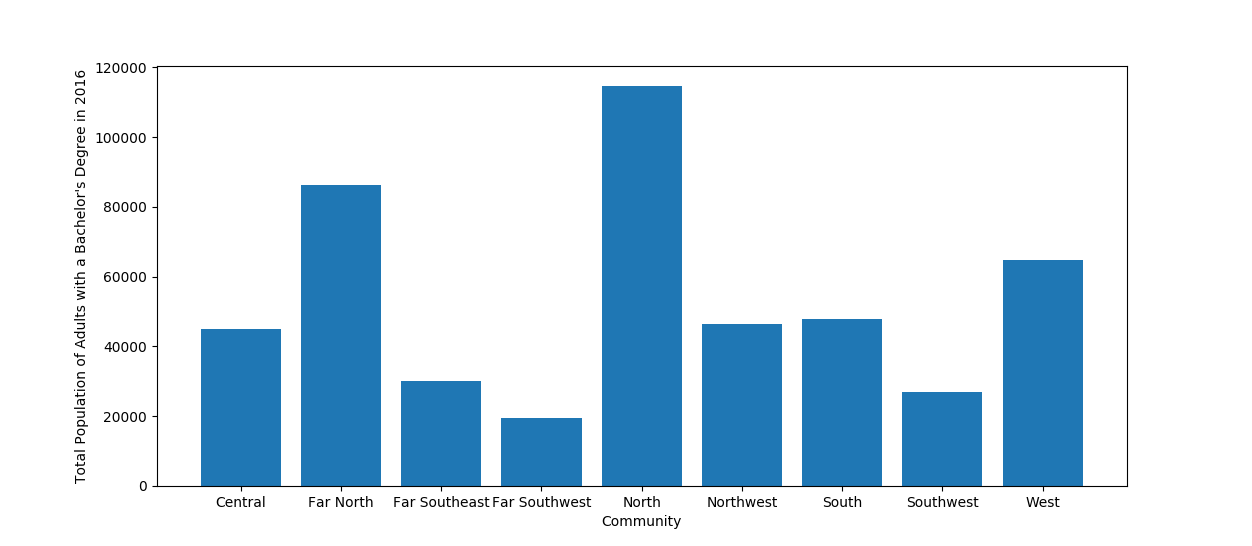 Total Population of Adults with a Bachelor's Degree in 2016
120000
100000
80000
60000
40000
20000
0
Central Far North Far Southeast Far Southwest North Northwest South Southwest West
Community